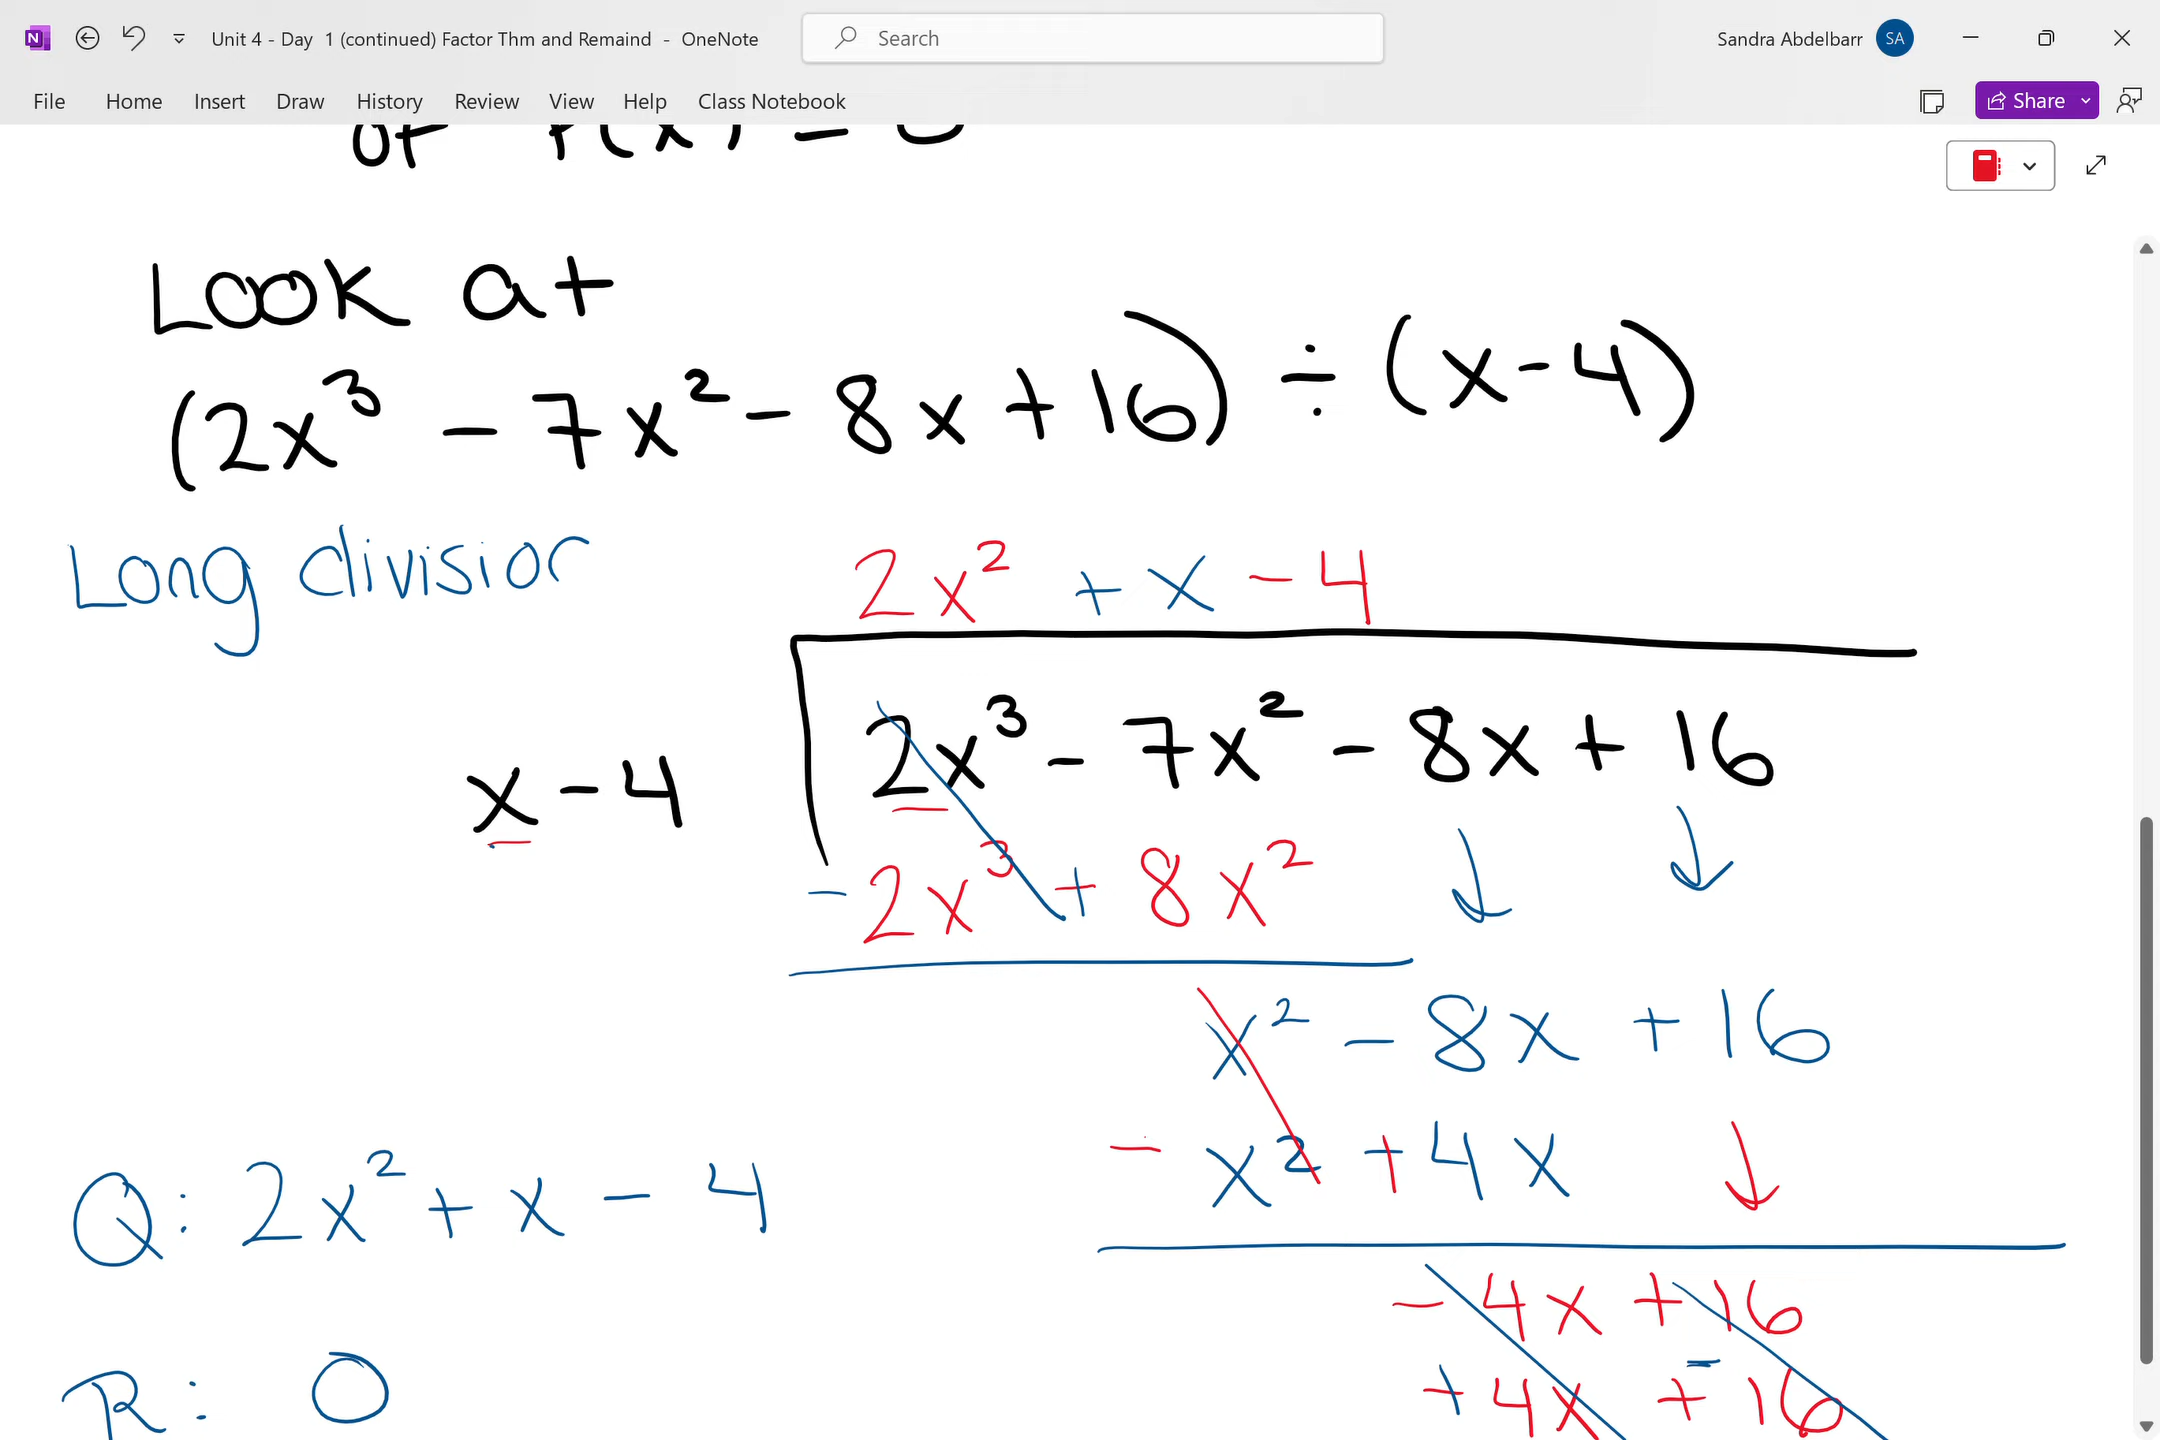 Unit 4 - Day 1 (continued) Factor Thm and Remaind - OneNote
Search
Sandra Abdelbarr SA
File Home Insert Draw History Review View Help Class Notebook
Share
of f(x) = 0
Look at
(2x³ - 7x² - 8x + 16) ÷ (x - 4)
Long division
2x² + x - 4
x - 4
2x³ - 7x² - 8x + 16
- 2x³ + 8x²
x² - 8x + 16
- x² + 4x
Q: 2x² + x - 4
- 4x + 16
R: 0
+ 4x - + 16